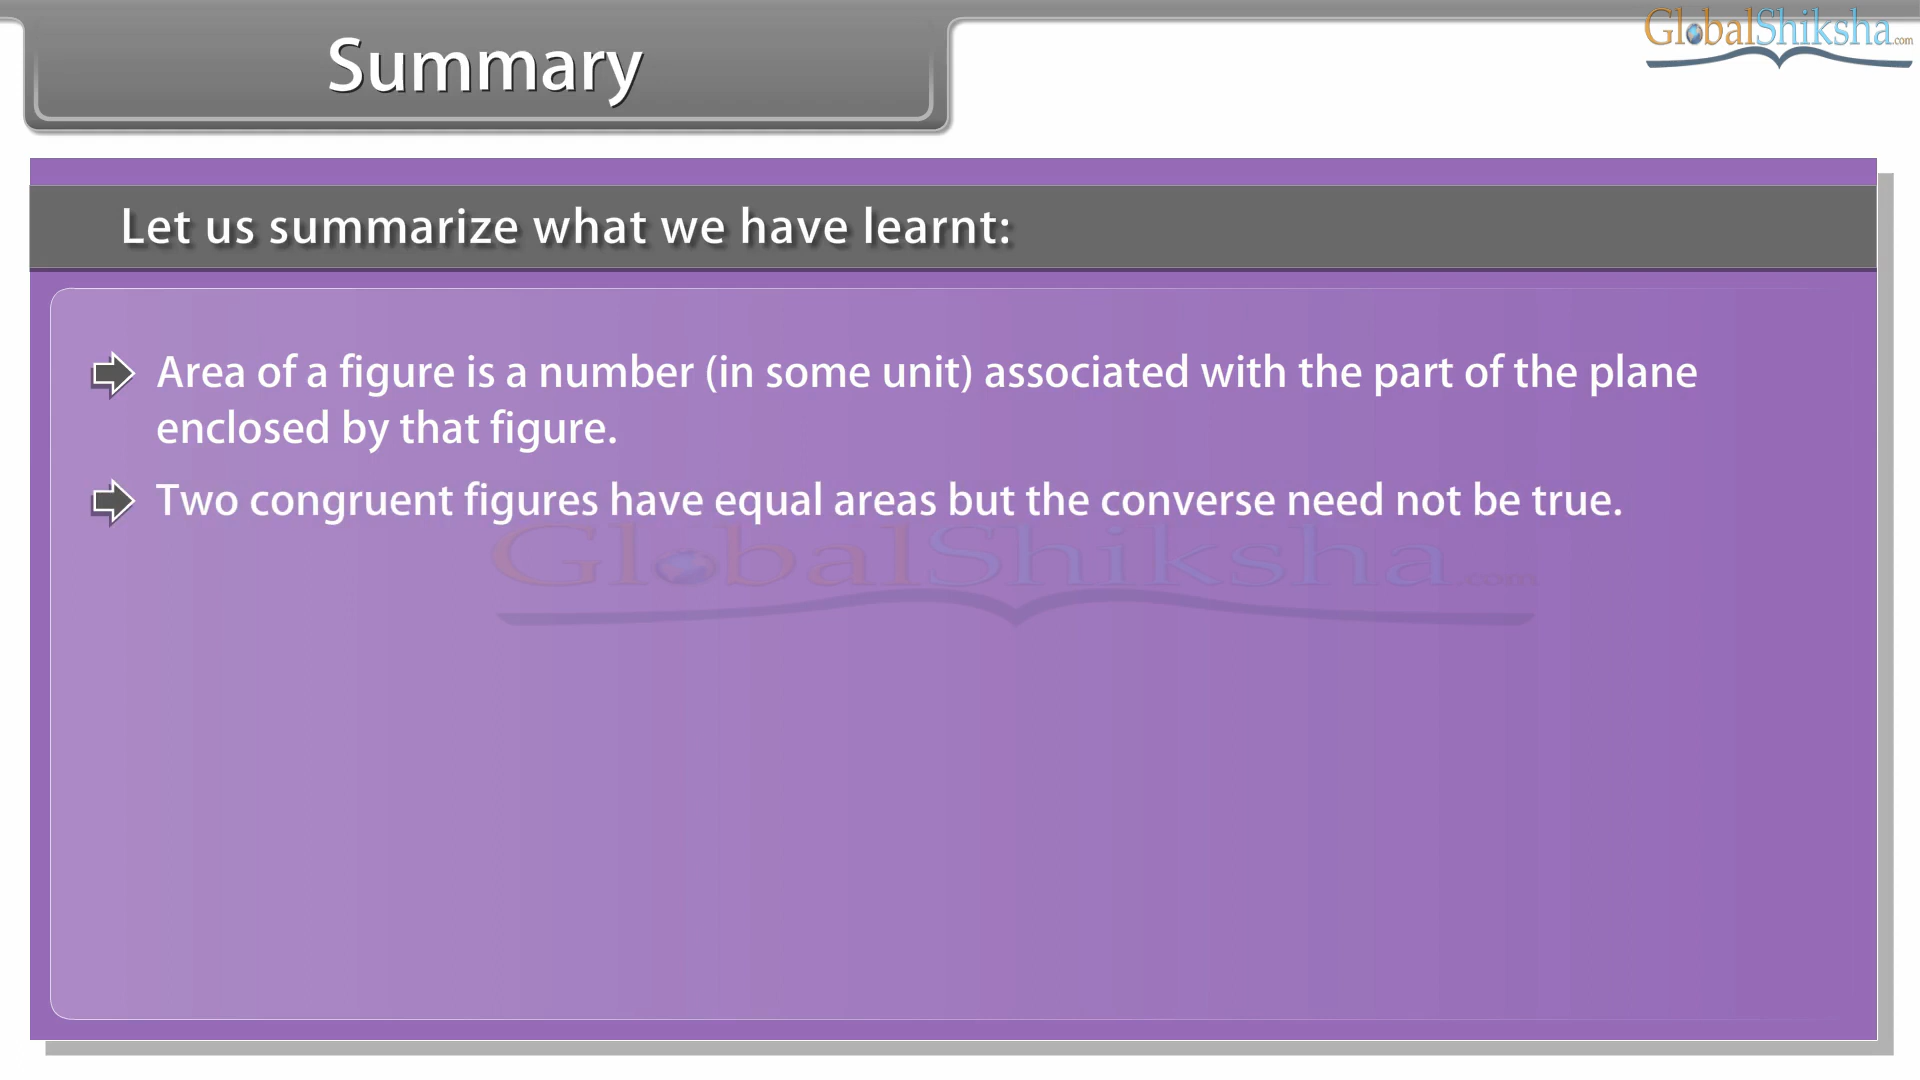 Summary
GlobalShiksha.com
Let us summarize what we have learnt:
Area of a figure is a number (in some unit) associated with the part of the plane
enclosed by that figure.
Two congruent figures have equal areas but the converse need not be true.
GlobalShiksha.com